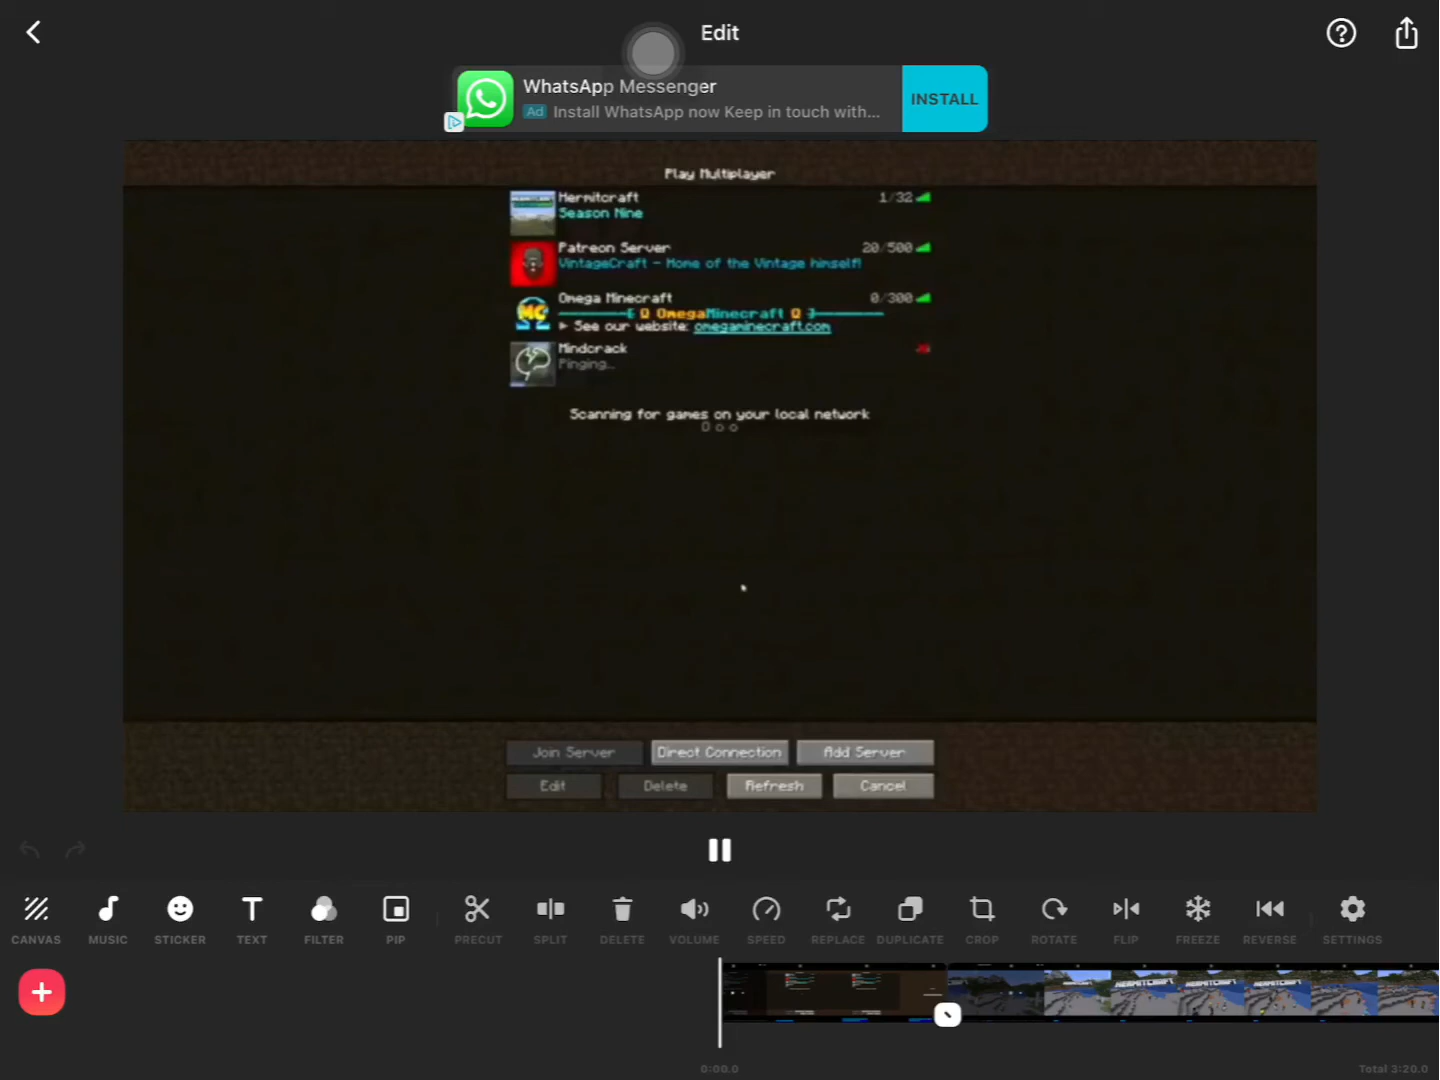 Edit
WhatsApp Messenger
Ad Install WhatsApp now Keep in touch with...
INSTALL
Play Multiplayer
Hermitcraft 1/32
Season Nine
Patreon Server 20/500
VintageCraft - Home of the Vintage himself!
Omega Minecraft 0/300
[ Ω OmegaMinecraft Ω ]
► See our website: omegaminecraft.com
Mindcrack
Pinging...
Scanning for games on your local network
O o o
Join Server Direct Connection Add Server
Edit Delete Refresh Cancel
CANVAS MUSIC STICKER TEXT FILTER PIP PRECUT SPLIT DELETE VOLUME SPEED REPLACE DUPLICATE CROP ROTATE FLIP FREEZE REVERSE SETTINGS
HERMITCRAFT HERMITCRAFT
0:00.0 Total 3:20.0